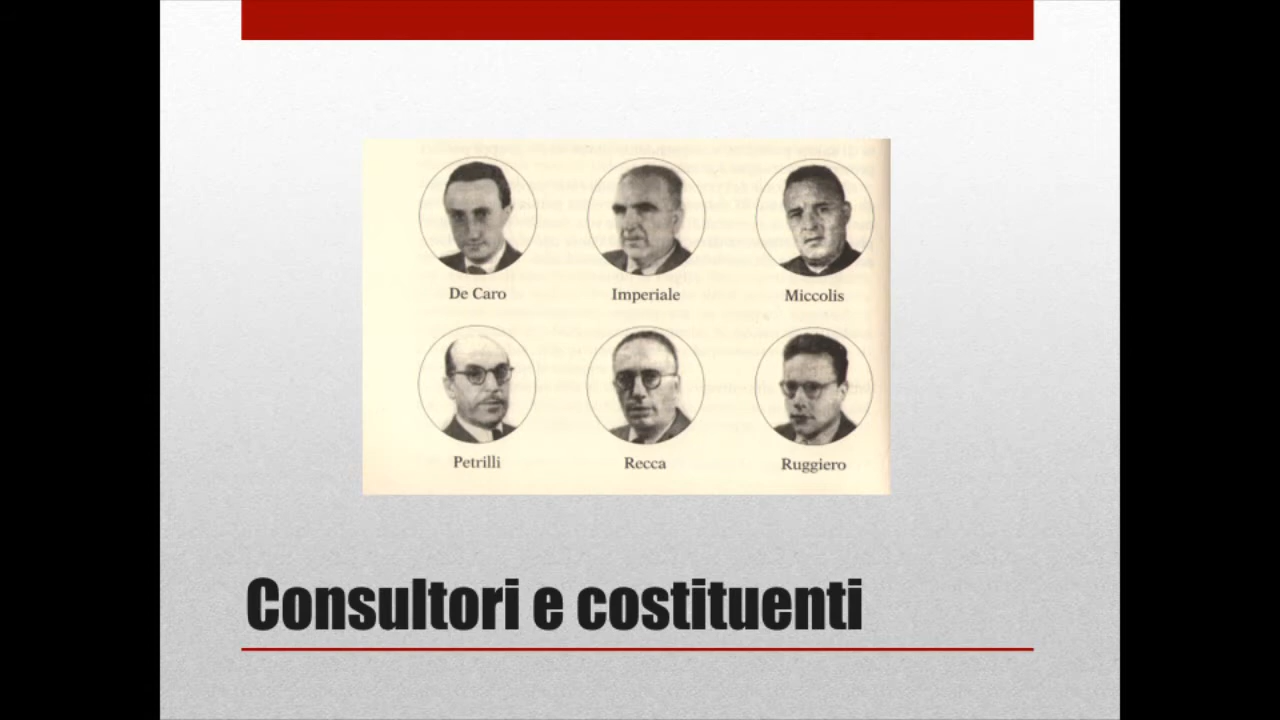 De Caro Imperiale Miccolis
Petrilli Recca Ruggiero
Consultori e costituenti